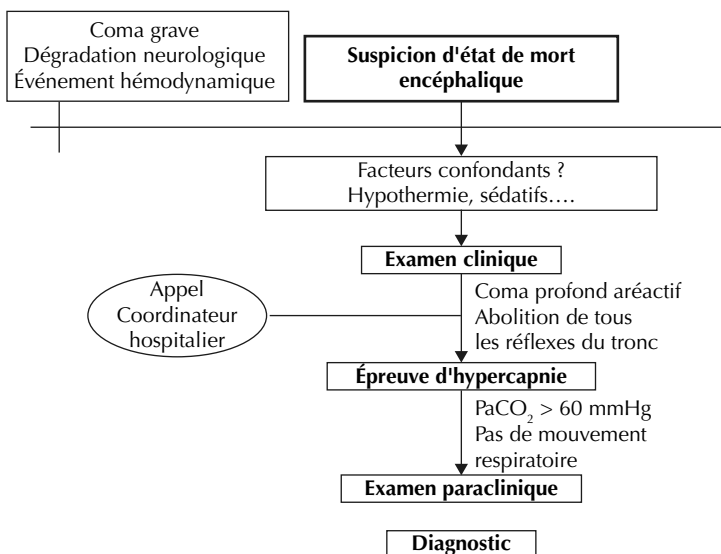 Coma grave
Dégradation neurologique
Événement hémodynamique
Suspicion d'état de mort
encéphalique
Facteurs confondants ?
Hypothermie, sédatifs….
Examen clinique
Appel
Coordinateur
hospitalier
Coma profond aréactif
Abolition de tous
les réflexes du tronc
Épreuve d'hypercapnie
PaCO₂ > 60 mmHg
Pas de mouvement
respiratoire
Examen paraclinique
Diagnostic